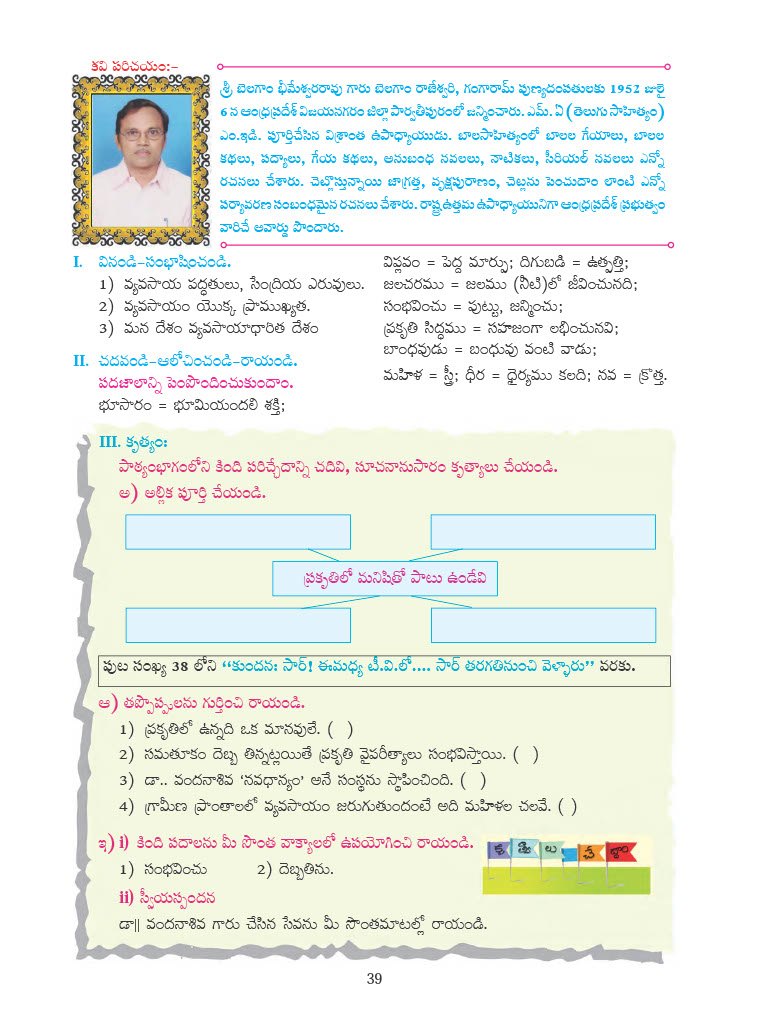 కవి పరిచయం:–
శ్రీ బెలగాం భీమేశ్వరరావు గారు బెలగాం రాణేశ్వరి, గంగారామ్ పుణ్యదంపతులకు 1952 జులై
6 న ఆంధ్రప్రదేశ్ విజయనగరం జిల్లా పార్వతీపురంలో జన్మించారు. ఎమ్. ఏ (తెలుగు సాహిత్యం)
ఎం.ఇడి. పూర్తిచేసిన విశ్రాంత ఉపాధ్యాయుడు. బాలసాహిత్యంలో బాలల గేయాలు, బాలల
కథలు, పద్యాలు, గేయ కథలు, అనుబంధ నవలలు, నాటికలు, సీరియల్ నవలలు ఎన్నో
రచనలు చేశారు. చెట్లొస్తున్నాయి జాగ్రత్త, వృక్షపురాణం, చెట్లను పెంచుదాం లాంటి ఎన్నో
పర్యావరణ సంబంధమైన రచనలు చేశారు. రాష్ట్రఉత్తమ ఉపాధ్యాయునిగా ఆంధ్రప్రదేశ్ ప్రభుత్వం
వారిచే అవార్డు పొందారు.
I. వినండి-సంభాషించండి.
1) వ్యవసాయ పద్ధతులు, సేంద్రియ ఎరువులు.
2) వ్యవసాయం యొక్క ప్రాముఖ్యత.
3) మన దేశం వ్యవసాయాధారిత దేశం
II. చదవండి-ఆలోచించండి-రాయండి.
పదజాలాన్ని పెంపొందించుకుందాం.
భూసారం = భూమియందలి శక్తి;
విప్లవం = పెద్ద మార్పు; దిగుబడి = ఉత్పత్తి;
జలచరము = జలము (నీటి)లో జీవించునది;
సంభవించు = పుట్టు, జన్మించు;
ప్రకృతి సిద్ధము = సహజంగా లభించునవి;
బాంధవుడు = బంధువు వంటి వాడు;
మహిళ = స్త్రీ; ధీర = ధైర్యము కలది; నవ = క్రొత్త.
III. కృత్యం:
పాఠ్యంభాగంలోని కింది పరిచ్ఛేదాన్ని చదివి, సూచనానుసారం కృత్యాలు చేయండి.
అ) అల్లిక పూర్తి చేయండి.
ప్రకృతిలో మనిషితో పాటు ఉండేవి
పుట సంఖ్య 38 లోని “కుందన: సార్! ఈమధ్య టీ.వి.లో.... సార్ తరగతినుంచి వెళ్ళారు” వరకు.
ఆ) తప్పొప్పులను గుర్తించి రాయండి.
1) ప్రకృతిలో ఉన్నది ఒక మానవులే. ( )
2) సమతూకం దెబ్బ తిన్నట్లయితే ప్రకృతి వైపరీత్యాలు సంభవిస్తాయి. ( )
3) డా.. వందనాశివ ‘నవధాన్యం’ అనే సంస్థను స్థాపించింది. ( )
4) గ్రామీణ ప్రాంతాలలో వ్యవసాయం జరుగుతుందంటే అది మహిళల చలవే. ( )
ఇ) i) కింది పదాలను మీ సొంత వాక్యాలలో ఉపయోగించి రాయండి.
1) సంభవించు 2) దెబ్బతిను.
ii) స్వీయస్పందన
డా|| వందనాశివ గారు చేసిన సేవను మీ సొంతమాటల్లో రాయండి.
39